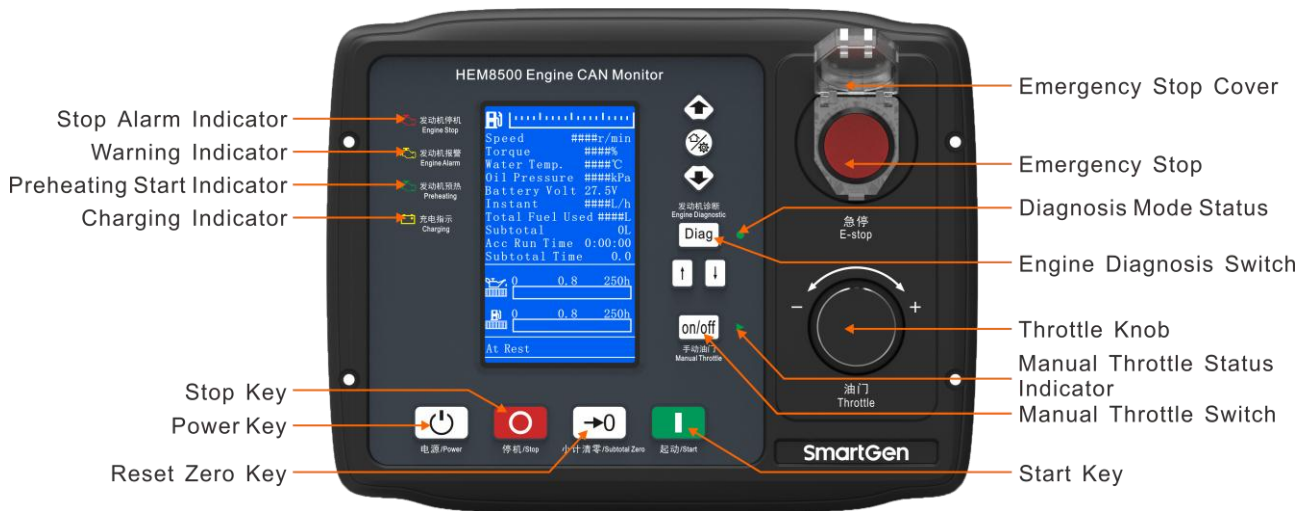 HEM8500 Engine CAN Monitor
Stop Alarm Indicator
Warning Indicator
Preheating Start Indicator
Charging Indicator
发动机停机
Engine Stop
发动机报警
Engine Alarm
发动机预热
Preheating
充电指示
Charging
Speed ####r/min
Torque ####%
Water Temp. ####℃
Oil Pressure ####kPa
Battery Volt 27.5V
Instant ####L/h
Total Fuel Used ####L
Subtotal 0L
Acc Run Time 0:00:00
Subtotal Time 0.0
0 0.8 250h
0 0.8 250h
At Rest
发动机诊断
Engine Diagnostic
Diag
↑ ↓
on/off
手动油门
Manual Throttle
急停
E-stop
− +
油门
Throttle
SmartGen
Emergency Stop Cover
Emergency Stop
Diagnosis Mode Status
Engine Diagnosis Switch
Throttle Knob
Manual Throttle Status
Indicator
Manual Throttle Switch
Start Key
Stop Key
Power Key
Reset Zero Key
→0
电源/Power
停机/Stop
小计清零/Subtotal Zero
起动/Start